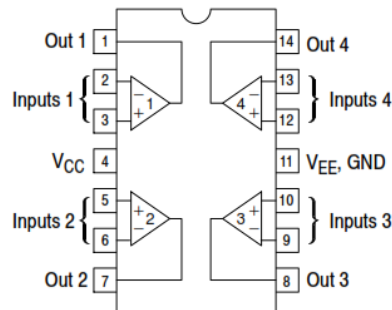 Out 1 1 14 Out 4
Inputs 1 { 2 − 1 − 13 } Inputs 4
3 + 4 + 12
VCC 4 11 VEE, GND
Inputs 2 { 5 + 2 + 10 } Inputs 3
6 − 3 − 9
Out 2 7 8 Out 3